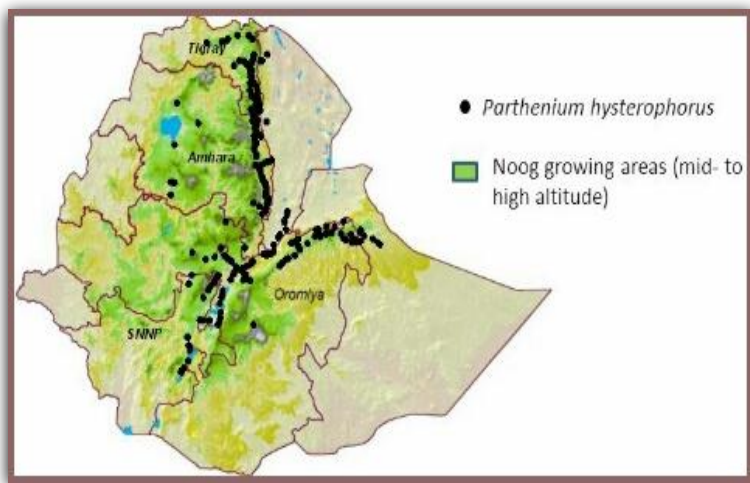 Tigray
Amhara
Oromiya
SNNP
Parthenium hysterophorus
Noog growing areas (mid- to
high altitude)